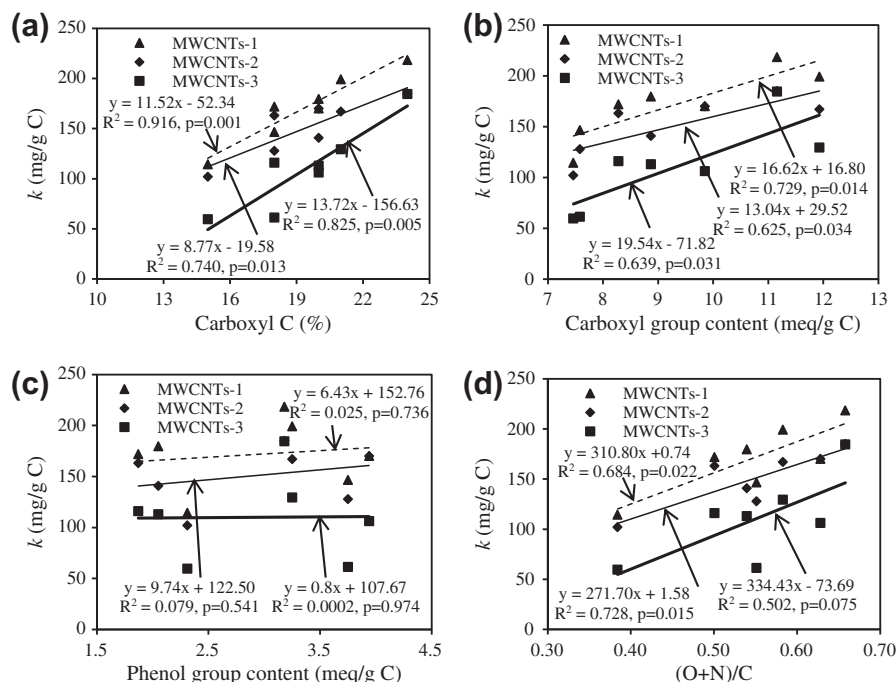 (a)
MWCNTs-1
MWCNTs-2
MWCNTs-3
y = 11.52x - 52.34
R² = 0.916, p=0.001
y = 13.72x - 156.63
R² = 0.825, p=0.005
y = 8.77x - 19.58
R² = 0.740, p=0.013
k (mg/g C)
250
200
150
100
50
0
10
13
16
19
22
25
Carboxyl C (%)
(b)
MWCNTs-1
MWCNTs-2
MWCNTs-3
y = 16.62x + 16.80
R² = 0.729, p=0.014
y = 13.04x + 29.52
R² = 0.625, p=0.034
y = 19.54x - 71.82
R² = 0.639, p=0.031
k (mg/g C)
250
200
150
100
50
0
7
8
9
10
11
12
13
Carboxyl group content (meq/g C)
(c)
MWCNTs-1
MWCNTs-2
MWCNTs-3
y = 6.43x + 152.76
R² = 0.025, p=0.736
y = 9.74x + 122.50
R² = 0.079, p=0.541
y = 0.8x + 107.67
R² = 0.0002, p=0.974
k (mg/g C)
250
200
150
100
50
0
1.5
2.5
3.5
4.5
Phenol group content (meq/g C)
(d)
MWCNTs-1
MWCNTs-2
MWCNTs-3
y = 310.80x +0.74
R² = 0.684, p=0.022
y = 271.70x + 1.58
R² = 0.728, p=0.015
y = 334.43x - 73.69
R² = 0.502, p=0.075
k (mg/g C)
250
200
150
100
50
0
0.30
0.40
0.50
0.60
0.70
(O+N)/C